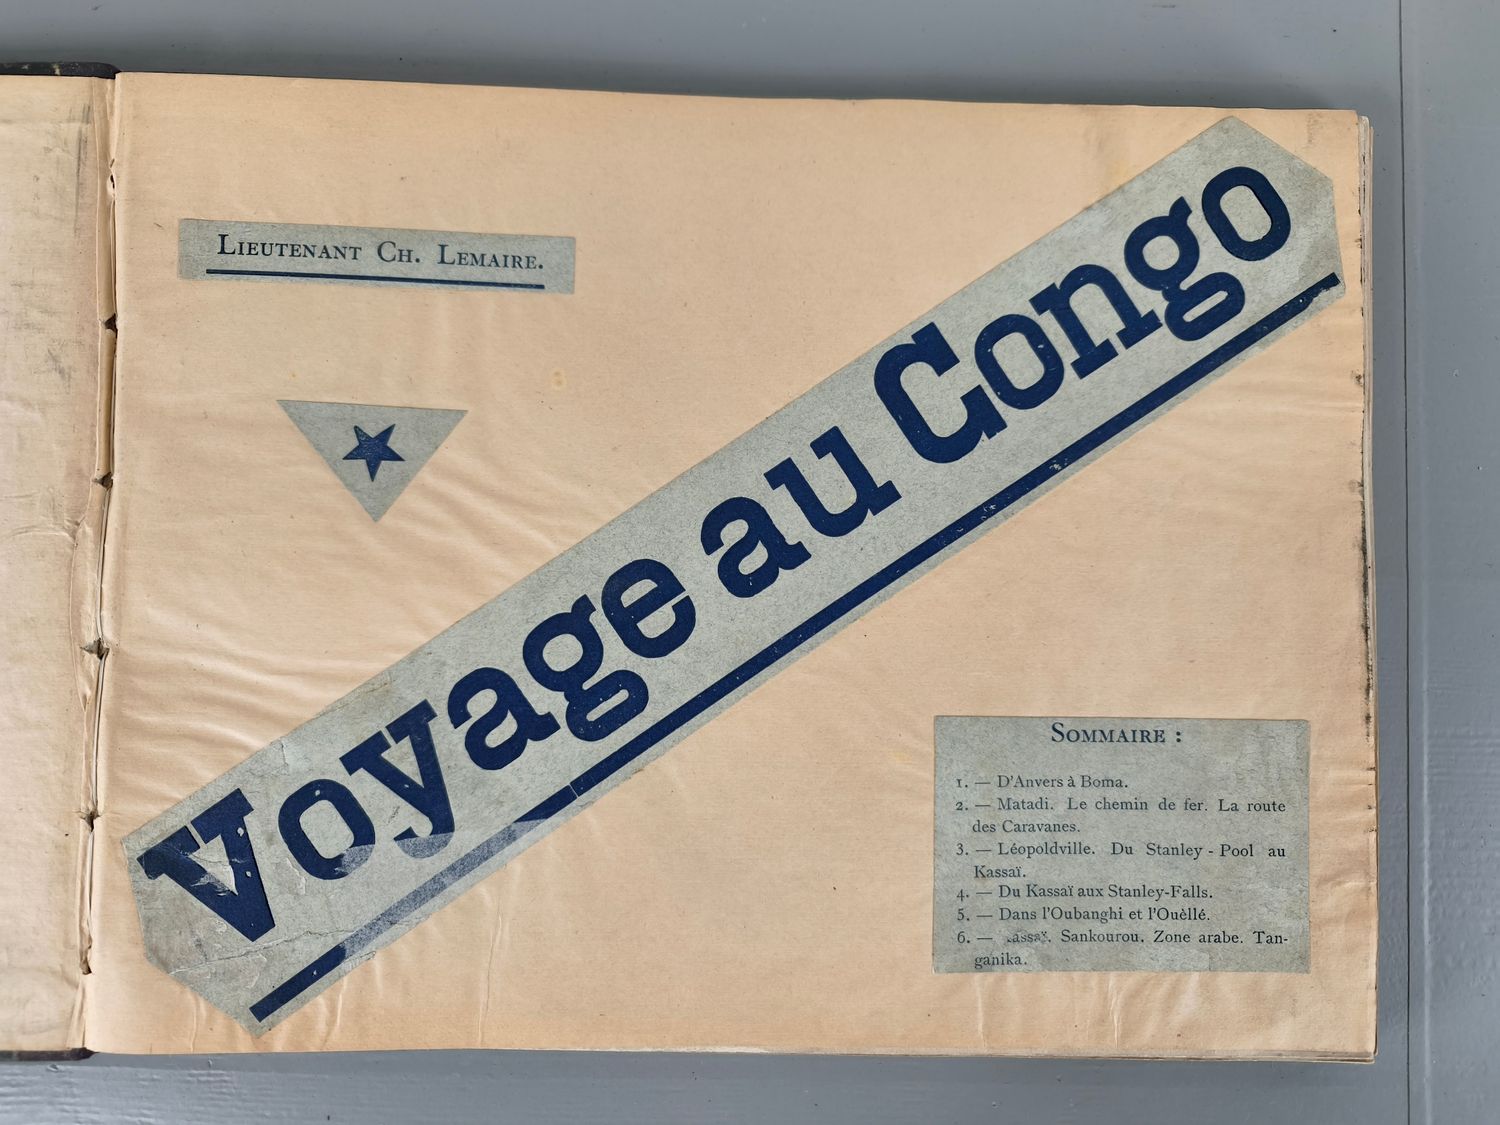 LIEUTENANT CH. LEMAIRE.
Voyage au Congo
SOMMAIRE :
1. — D'Anvers à Boma.
2. — Matadi. Le chemin de fer. La route
des Caravanes.
3. — Léopoldville. Du Stanley-Pool au
Kassaï.
4. — Du Kassaï aux Stanley-Falls.
5. — Dans l'Oubanghi et l'Ouèllé.
6. — Kassaï. Sankourou. Zone arabe. Tan-
ganika.